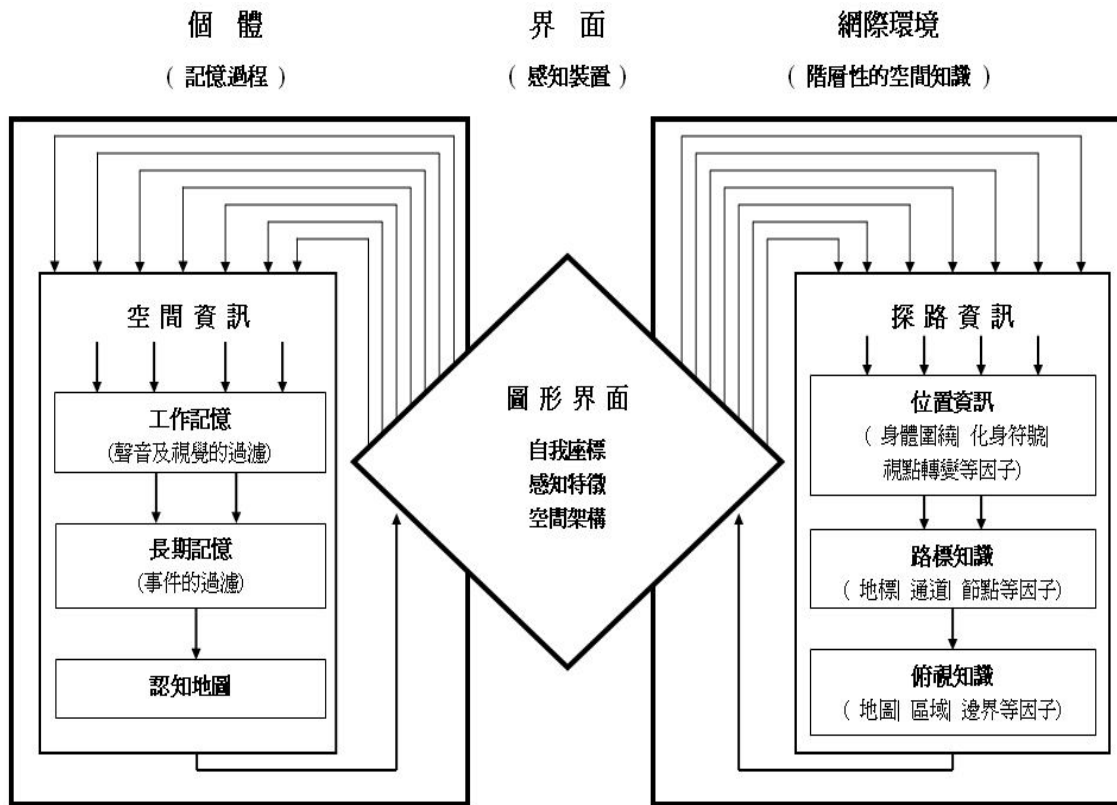 個 體
界 面
網際環境
( 記憶過程 )
( 感知裝置 )
( 階層性的空間知識 )
空 間 資 訊
工作記憶
(聲音及視覺的過濾)
長期記憶
(事件的過濾)
認知地圖
圖 形 界 面
自我座標
感知特徵
空間架構
探 路 資 訊
位置資訊
( 身體圍繞| 化身符號|
視點轉變等因子)
路標知識
( 地標| 通道| 節點等因子)
俯視知識
( 地圖| 區域| 邊界等因子)